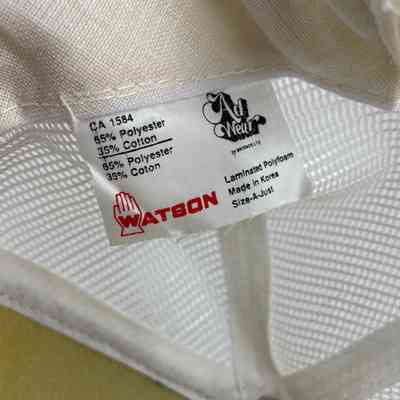 CA 1584
65% Polyester
35% Cotton
65% Polyester
35% Coton
WATSON
Ad
Wear
Laminated Polyfoam
Made in Korea
Size-A-Just